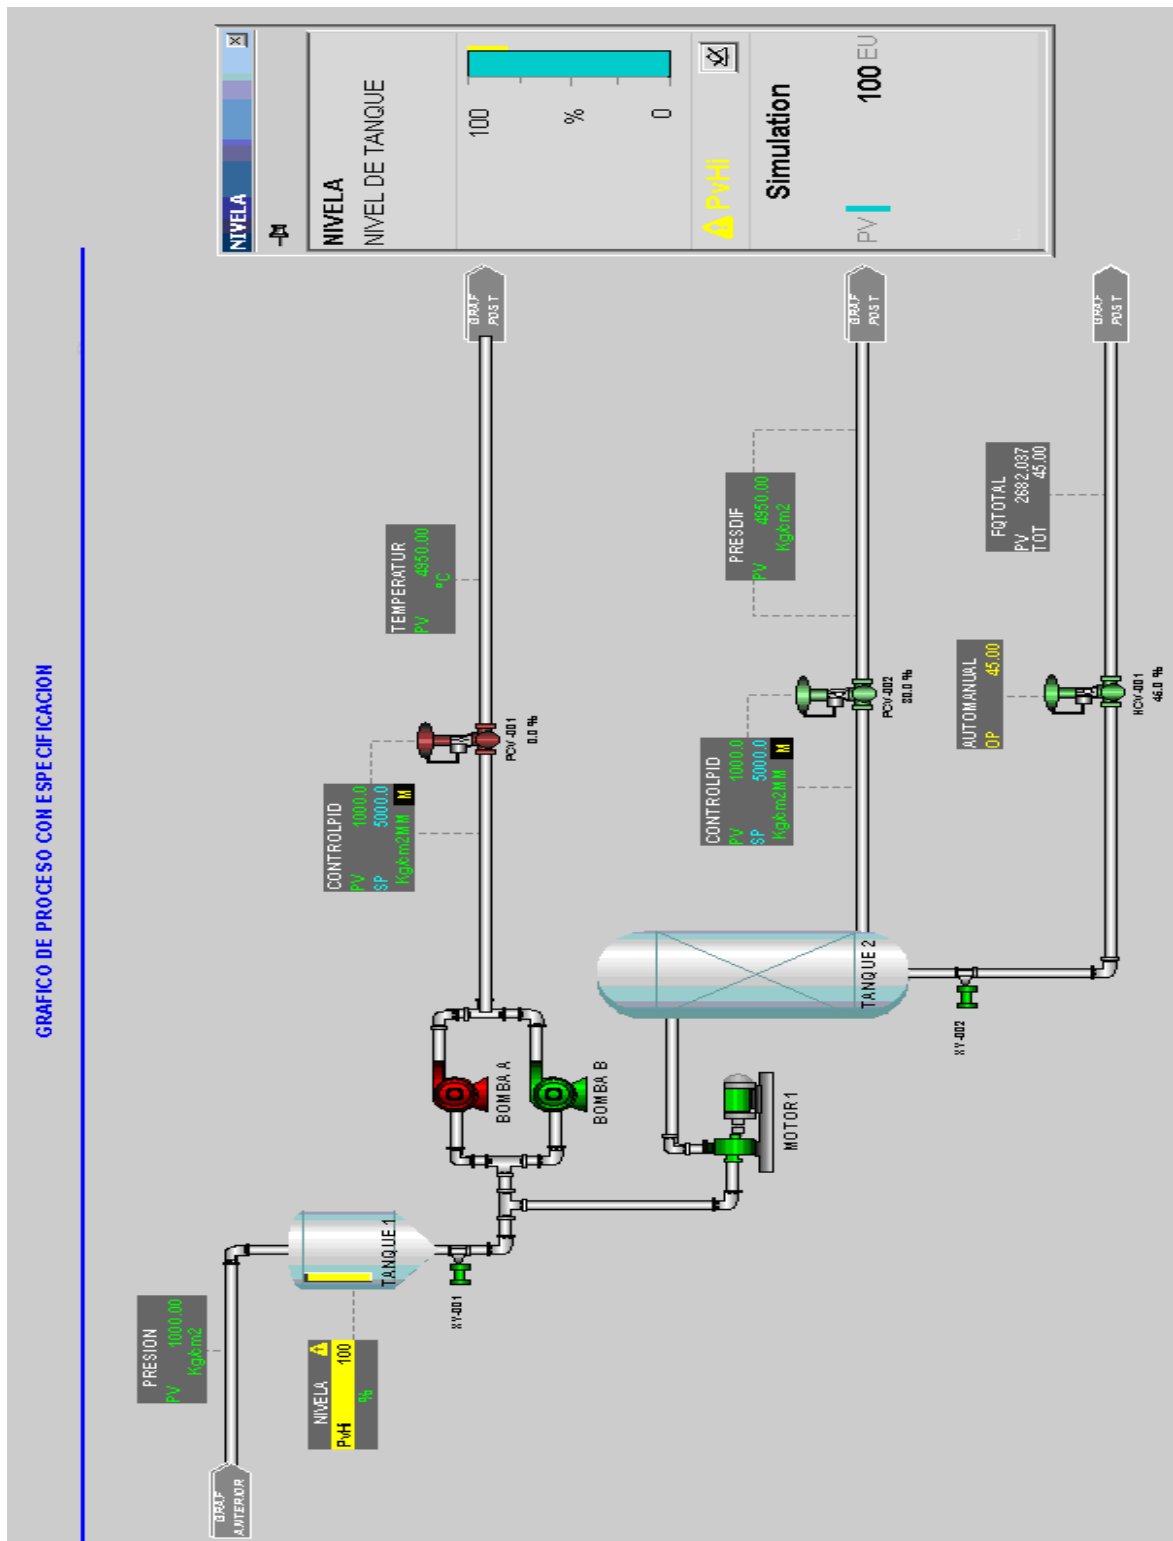 GRAFICO DE PROCESO CON ESPECIFICACION
GRAF
ANTERIOR
PRESION
PV 1000.00
Kg/cm2
NIVELA
PvHi 100
%
TANQUE 1
XY-001
BOMBA A
BOMBA B
MOTOR1
CONTROLPID
PV 1000.0
SP 5000.0
Kg/cm2MM M
PCV-001
0.0 %
TEMPERATUR
PV 4950.00
ºC
GRAF
POST
TANQUE 2
XY-002
CONTROLPID
PV 1000.0
SP 5000.0
Kg/cm2MM M
PCV-002
80.0 %
PRESDIF
PV 4950.00
Kg/cm2
GRAF
POST
AUTOMANUAL
OP 45.00
HCV-001
45.0 %
FQTOTAL
PV 2682.037
TOT 45.00
GRAF
POST
NIVELA
NIVELA
NIVEL DE TANQUE
100
%
0
PvHi
Simulation
PV 100 EU